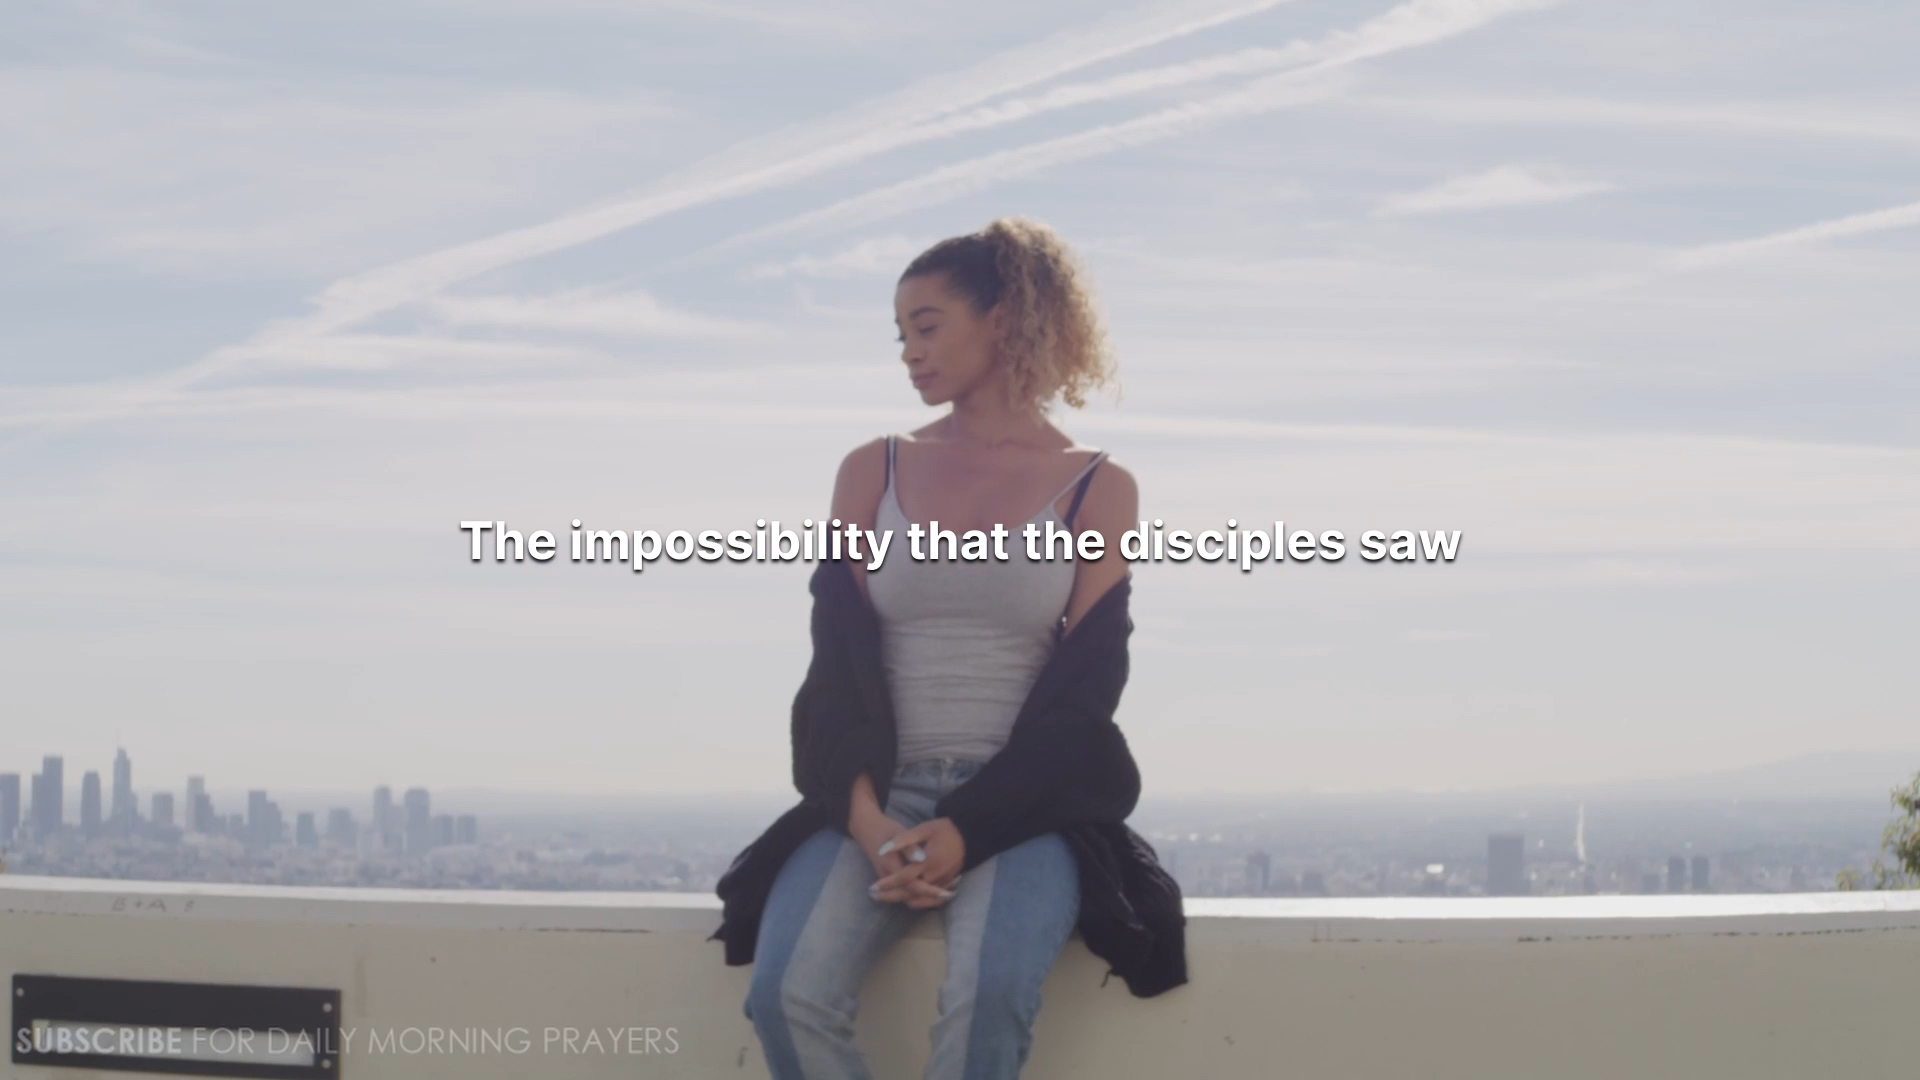 The impossibility that the disciples saw
SUBSCRIBE FOR DAILY MORNING PRAYERS